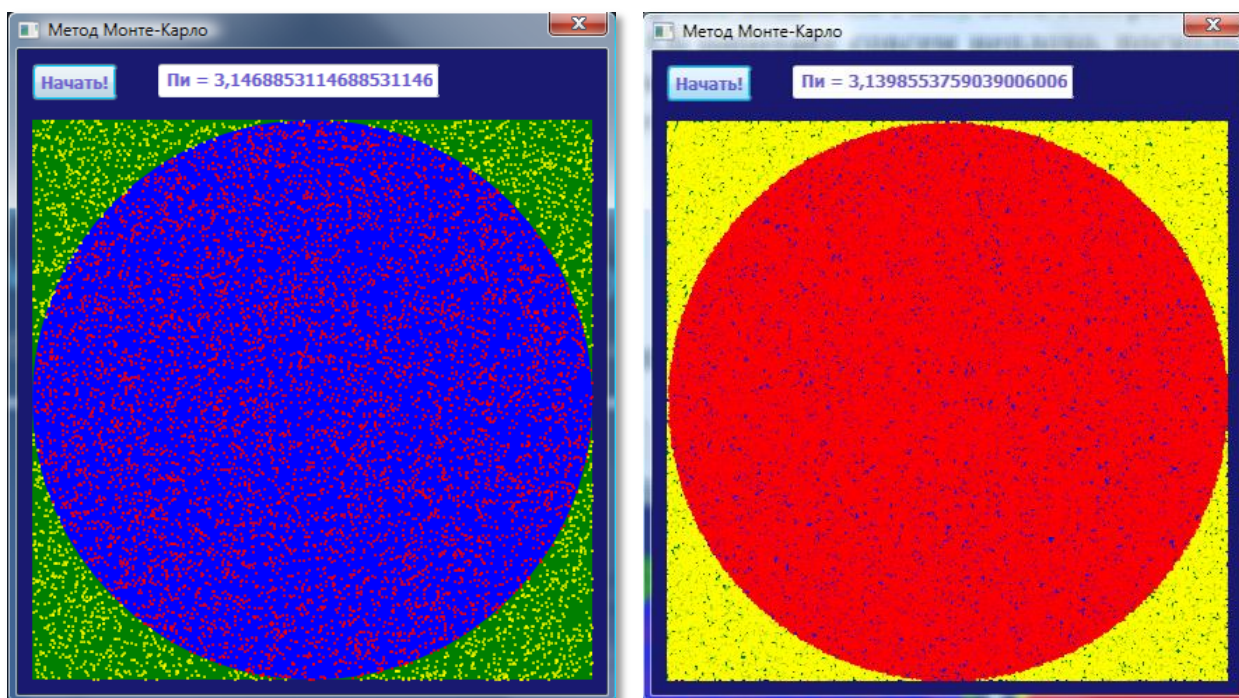 Метод Монте-Карло
Начать!
Пи = 3,1468853114688531146
Метод Монте-Карло
Начать!
Пи = 3,1398553759039006006